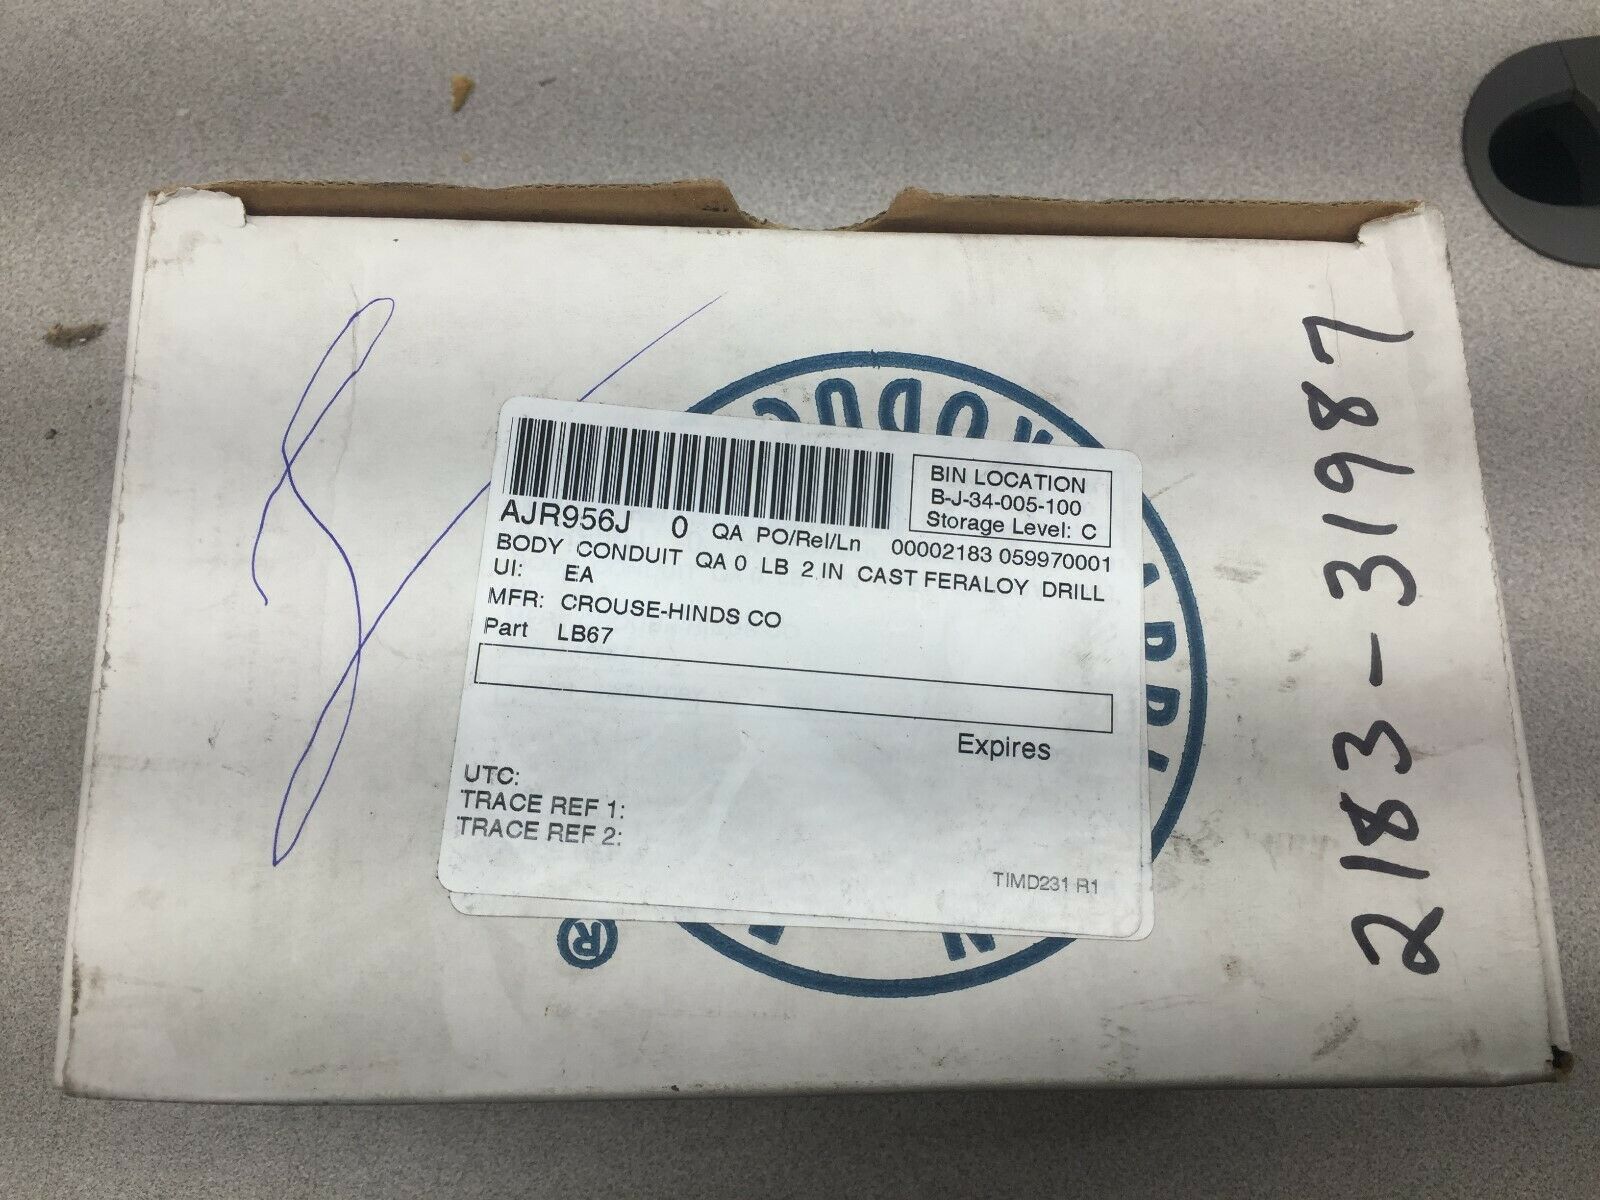 BIN LOCATION
B-J-34-005-100
Storage Level: C
AJR956J 0 QA PO/Rel/Ln 00002183 059970001
BODY CONDUIT QA 0 LB 2 IN CAST FERALOY DRILL
UI: EA
MFR: CROUSE-HINDS CO
Part LB67
Expires
UTC:
TRACE REF 1:
TRACE REF 2:
TIMD231 R1
®
2183-31987